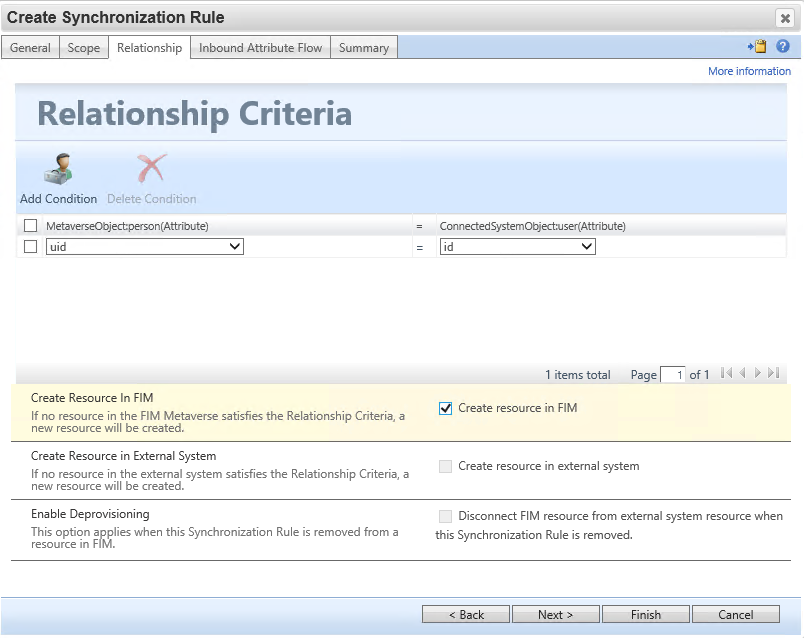 Create Synchronization Rule
General Scope Relationship Inbound Attribute Flow Summary
More information
Relationship Criteria
Add Condition Delete Condition
MetaverseObject:person(Attribute) = ConnectedSystemObject:user(Attribute)
uid = id
1 items total Page 1 of 1
Create Resource In FIM
If no resource in the FIM Metaverse satisfies the Relationship Criteria, a
new resource will be created.
Create resource in FIM
Create Resource in External System
If no resource in the external system satisfies the Relationship Criteria, a
new resource will be created.
Create resource in external system
Enable Deprovisioning
This option applies when this Synchronization Rule is removed from a
resource in FIM.
Disconnect FIM resource from external system resource when
this Synchronization Rule is removed.
< Back Next > Finish Cancel